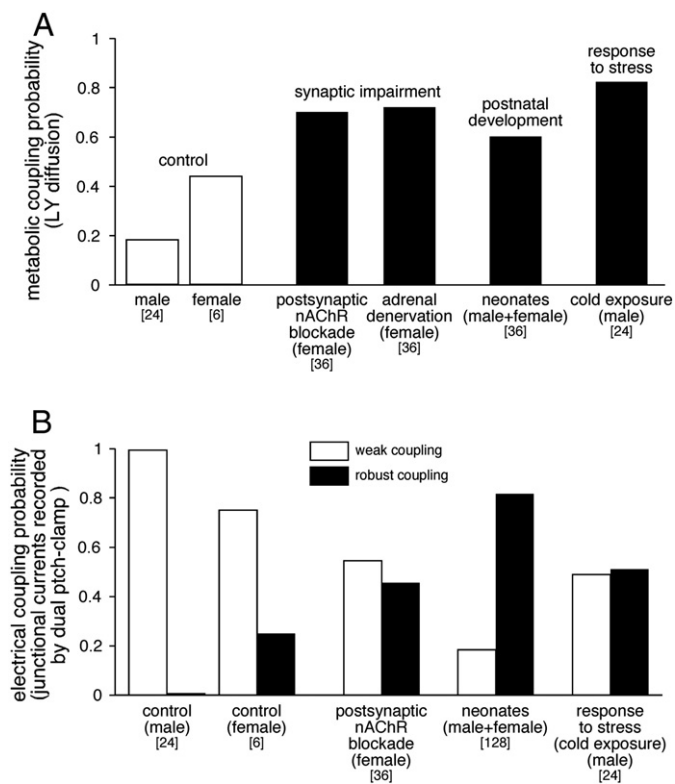 A
metabolic coupling probability
(LY diffusion)
1
0.8
0.6
0.4
0.2
0
control
synaptic impairment
postnatal
development
response
to stress
male
[24]
female
[6]
postsynaptic
nAChR
blockade
(female)
[36]
adrenal
denervation
(female)
[36]
neonates
(male+female)
[36]
cold exposure
(male)
[24]
B
electrical coupling probability
(junctional currents recorded
by dual ptch-clamp )
1
0.8
0.6
0.4
0.2
0
weak coupling
robust coupling
control
(male)
[24]
control
(female)
[6]
postsynaptic
nAChR
blockade
(female)
[36]
neonates
(male+female)
[128]
response
to stress
(cold exposure)
(male)
[24]